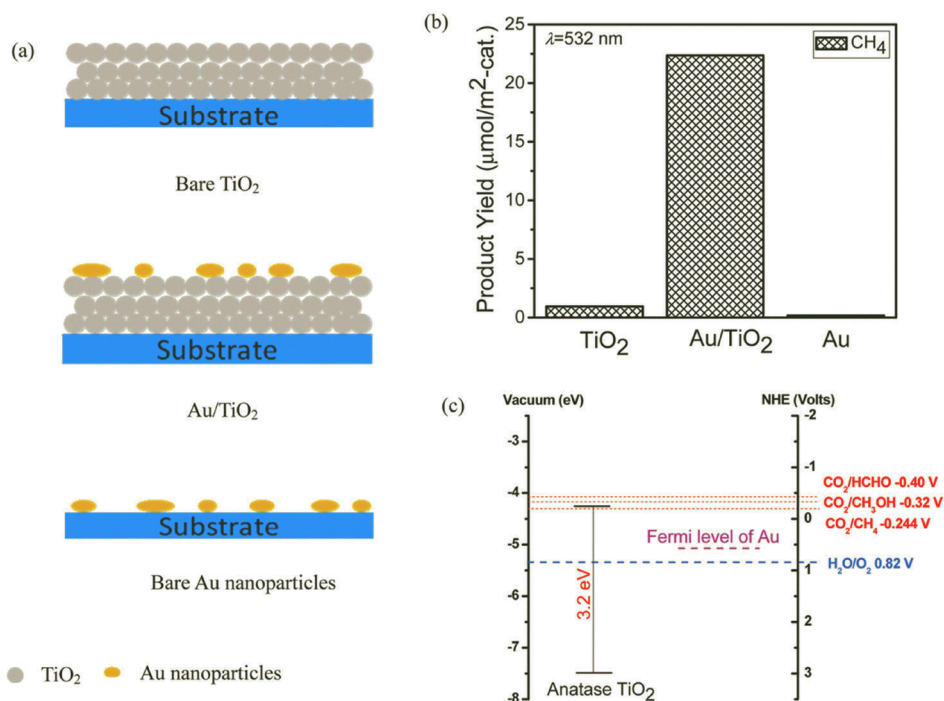 (a)
Substrate
Bare TiO₂
Substrate
Au/TiO₂
Substrate
Bare Au nanoparticles
TiO₂ Au nanoparticles
(b)
Product Yield (μmol/m²-cat.)
25
20
15
10
5
0
λ=532 nm
CH₄
TiO₂ Au/TiO₂ Au
(c)
Vacuum (eV)
NHE (Volts)
-3
-4
-5
-6
-7
-8
-2
-1
0
1
2
3
CO₂/HCHO -0.40 V
CO₂/CH₃OH -0.32 V
CO₂/CH₄ -0.244 V
Fermi level of Au
H₂O/O₂ 0.82 V
3.2 eV
Anatase TiO₂